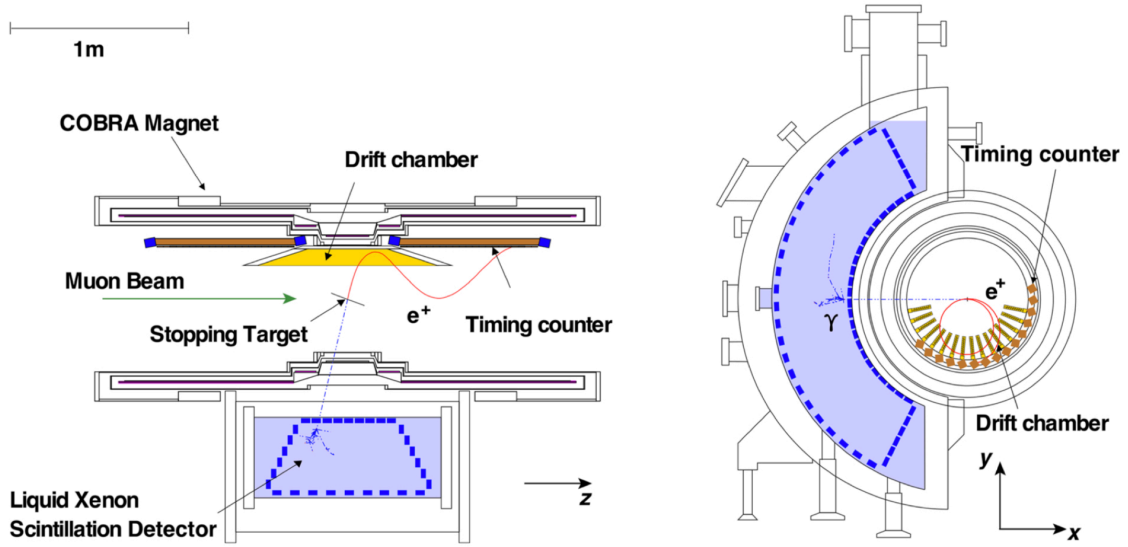 1m
COBRA Magnet
Drift chamber
Muon Beam
Stopping Target
e+
Timing counter
Liquid Xenon
Scintillation Detector
z
Timing counter
e+
γ
Drift chamber
y
x